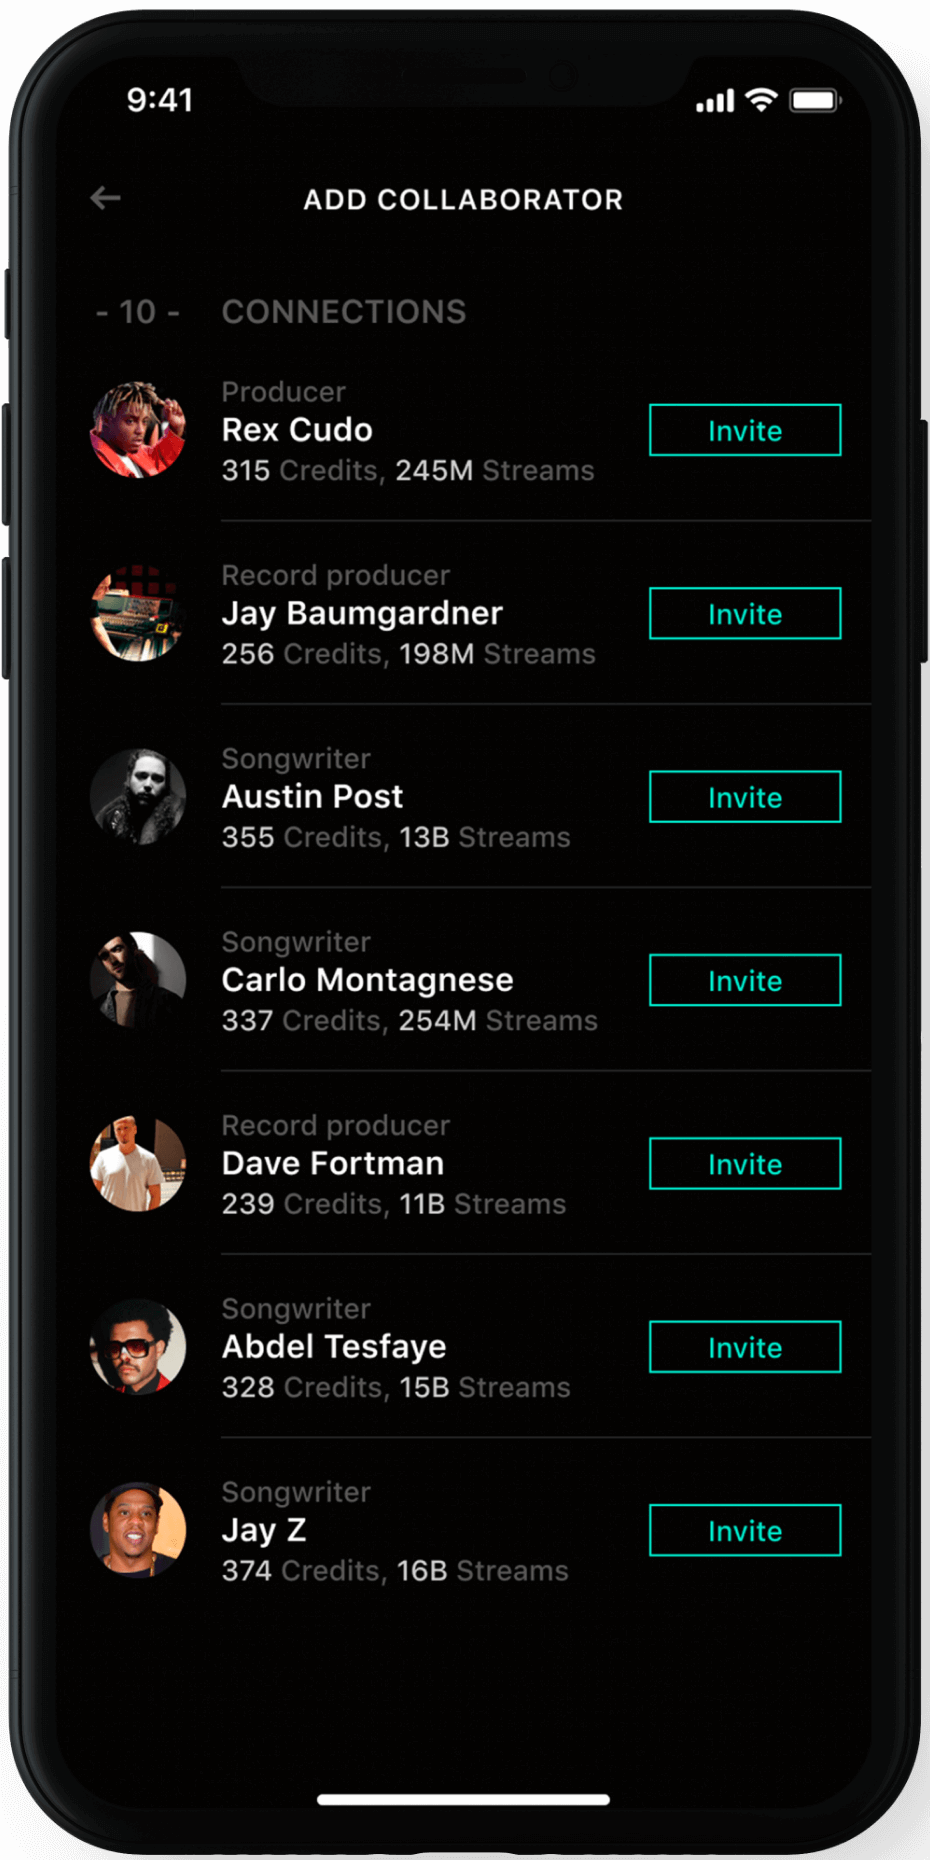 9:41
ADD COLLABORATOR
- 10 - CONNECTIONS
Producer
Rex Cudo
315 Credits, 245M Streams
Invite
Record producer
Jay Baumgardner
256 Credits, 198M Streams
Invite
Songwriter
Austin Post
355 Credits, 13B Streams
Invite
Songwriter
Carlo Montagnese
337 Credits, 254M Streams
Invite
Record producer
Dave Fortman
239 Credits, 11B Streams
Invite
Songwriter
Abdel Tesfaye
328 Credits, 15B Streams
Invite
Songwriter
Jay Z
374 Credits, 16B Streams
Invite